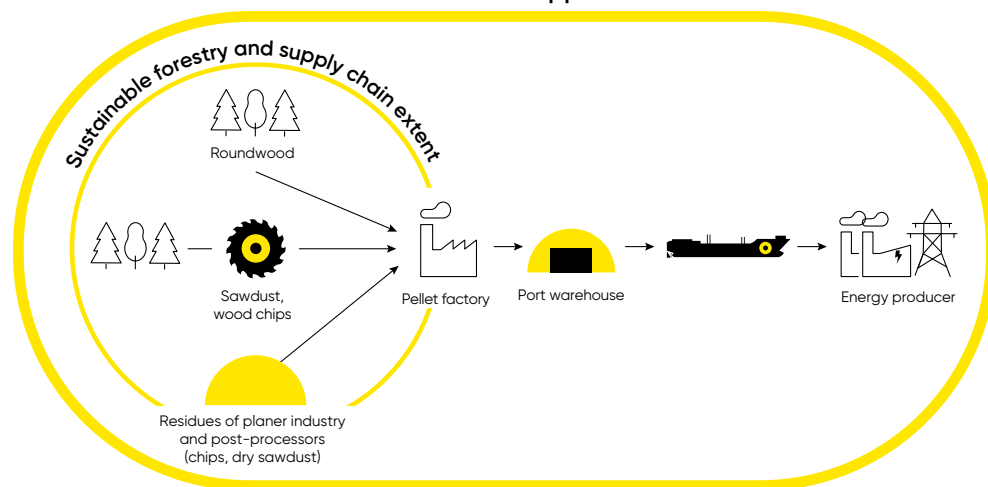 Sustainable forestry and supply chain extent
Roundwood
Sawdust,
wood chips
Pellet factory
Port warehouse
Energy producer
Residues of planer industry
and post-processors
(chips, dry sawdust)